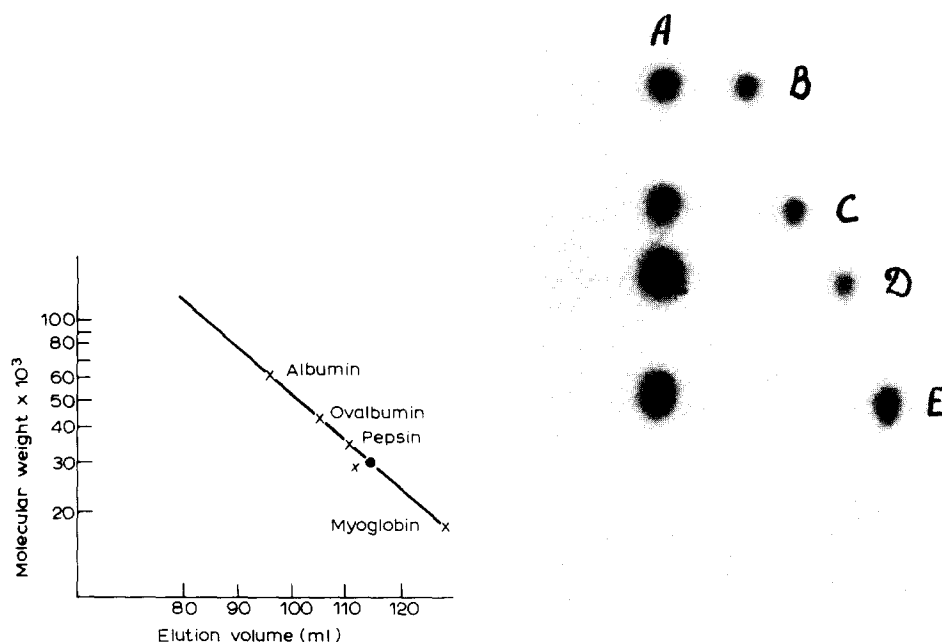 A
B
C
D
E
Molecular weight x 10³
100
80
60
50
40
30
20
Albumin
Ovalbumin
Pepsin
Myoglobin
80 90 100 110 120
Elution volume (ml)